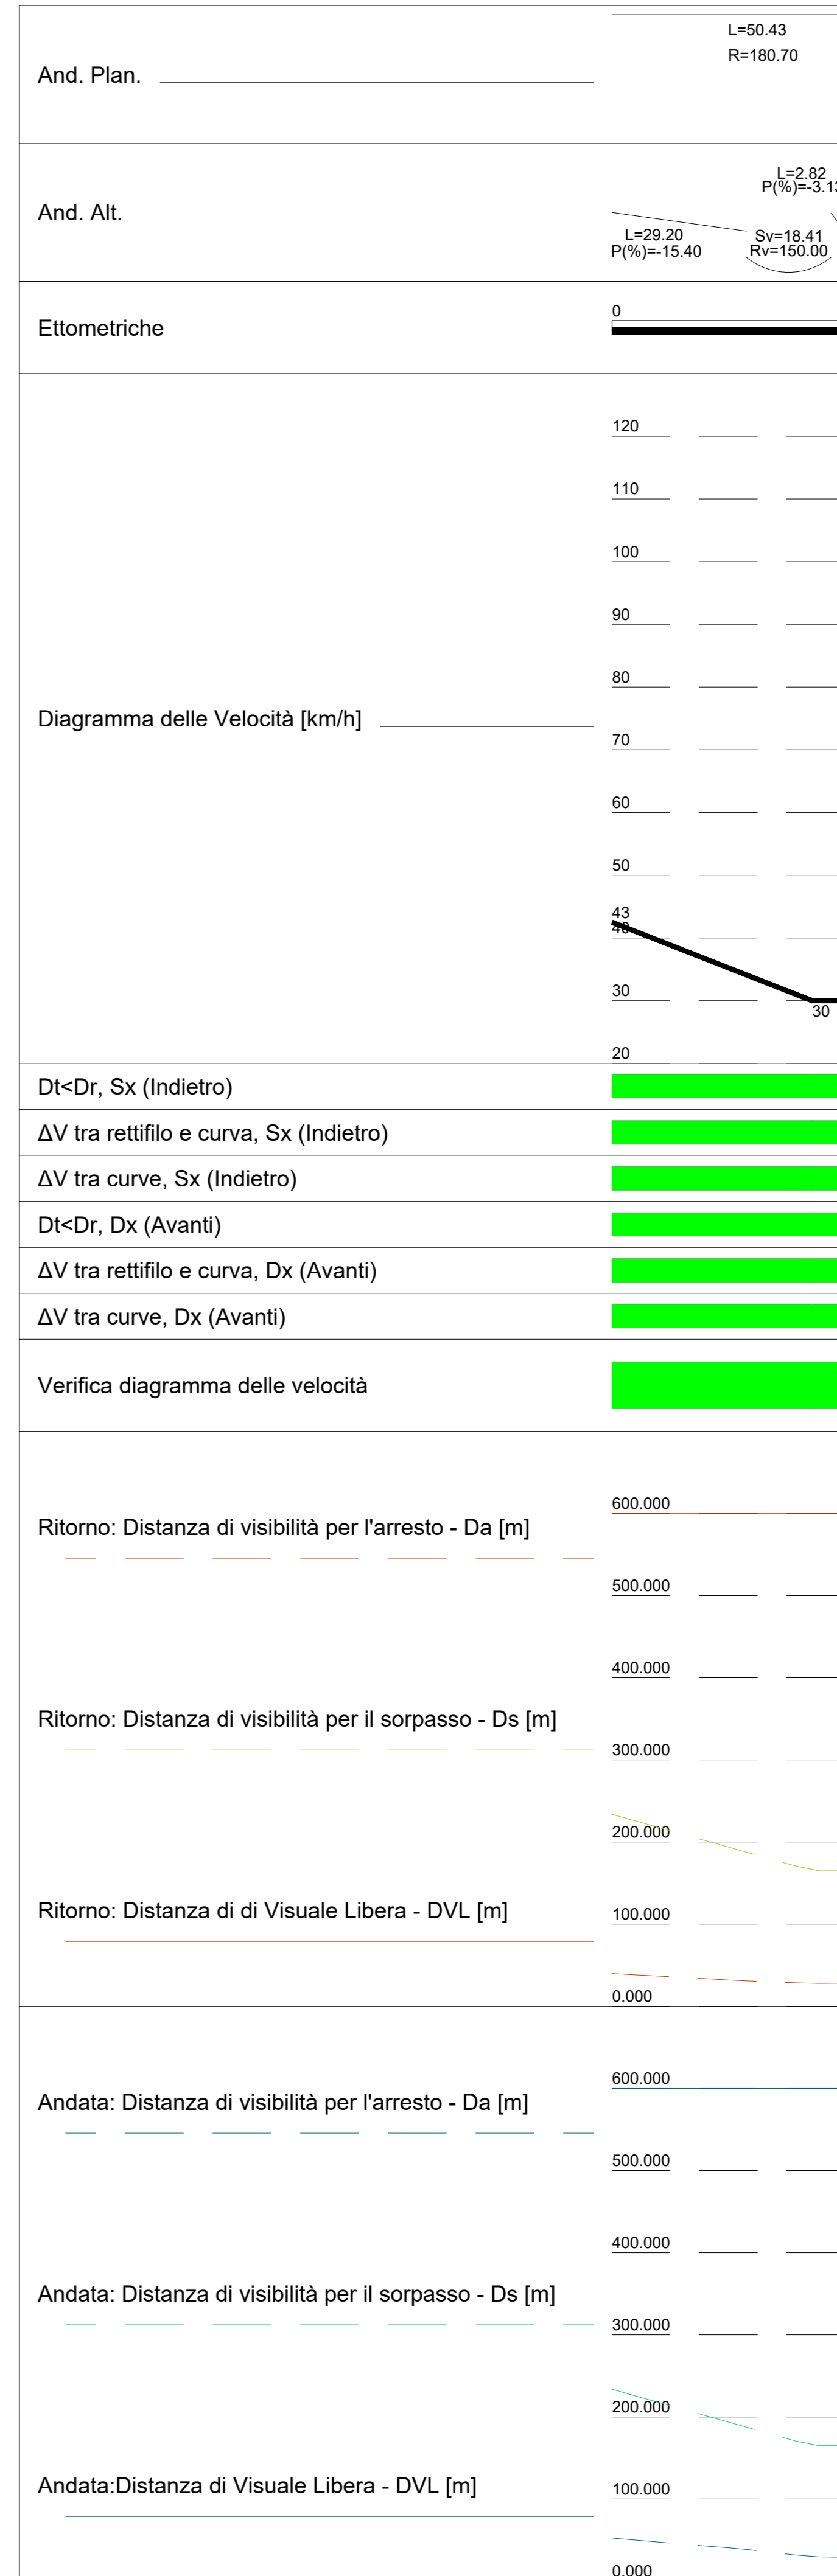 L=50.43
R=180.70
And. Plan.
L=2.82
P(%)=-3.13
And. Alt.
L=29.20
P(%)=-15.40
Sv=18.41
Rv=150.00
Ettometriche
0
120
110
100
90
80
Diagramma delle Velocità [km/h]
70
60
50
43
40
30
30
20
Dt<Dr, Sx (Indietro)
ΔV tra rettifilo e curva, Sx (Indietro)
ΔV tra curve, Sx (Indietro)
Dt<Dr, Dx (Avanti)
ΔV tra rettifilo e curva, Dx (Avanti)
ΔV tra curve, Dx (Avanti)
Verifica diagramma delle velocità
600.000
Ritorno: Distanza di visibilità per l'arresto - Da [m]
500.000
400.000
Ritorno: Distanza di visibilità per il sorpasso - Ds [m]
300.000
200.000
Ritorno: Distanza di di Visuale Libera - DVL [m]
100.000
0.000
600.000
Andata: Distanza di visibilità per l'arresto - Da [m]
500.000
400.000
Andata: Distanza di visibilità per il sorpasso - Ds [m]
300.000
200.000
Andata:Distanza di Visuale Libera - DVL [m]
100.000
0.000